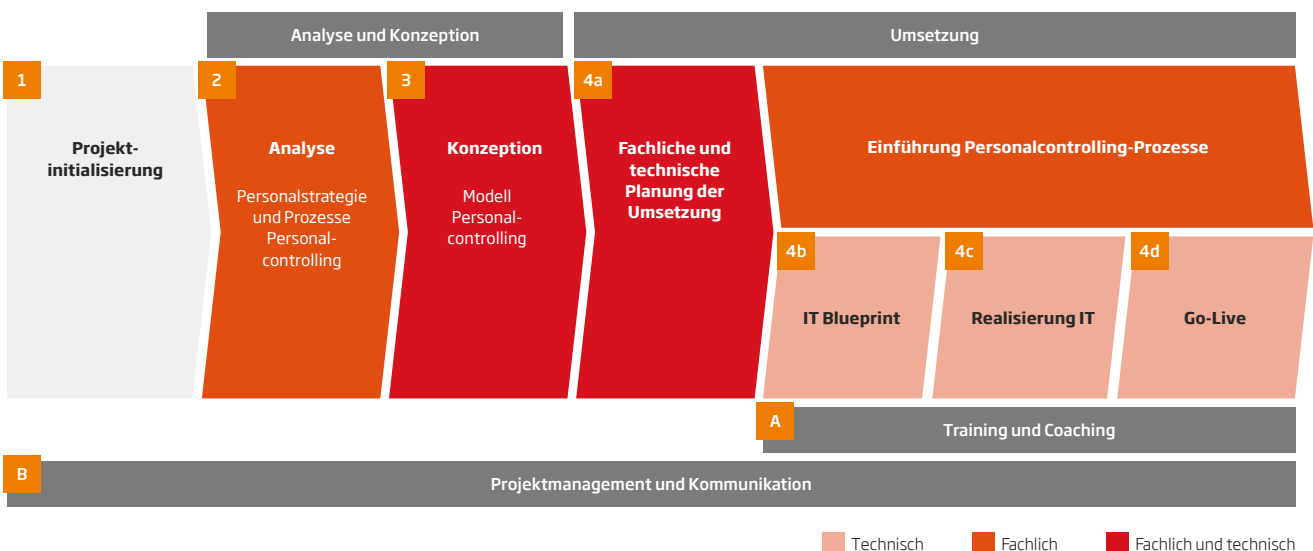 Analyse und Konzeption
Umsetzung
1
Projekt-
initialisierung
2
Analyse
Personalstrategie
und Prozesse
Personal-
controlling
3
Konzeption
Modell
Personal-
controlling
4a
Fachliche und
technische
Planung der
Umsetzung
Einführung Personalcontrolling-Prozesse
4b
IT Blueprint
4c
Realisierung IT
4d
Go-Live
A
Training und Coaching
B
Projektmanagement und Kommunikation
Technisch
Fachlich
Fachlich und technisch